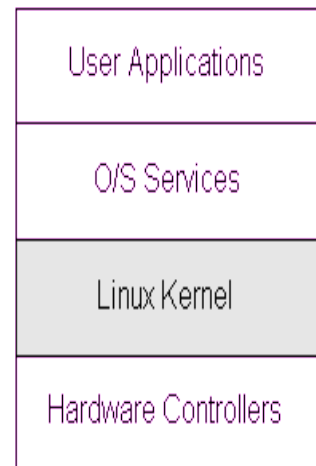 User Applications
O/S Services
Linux Kernel
Hardware Controllers